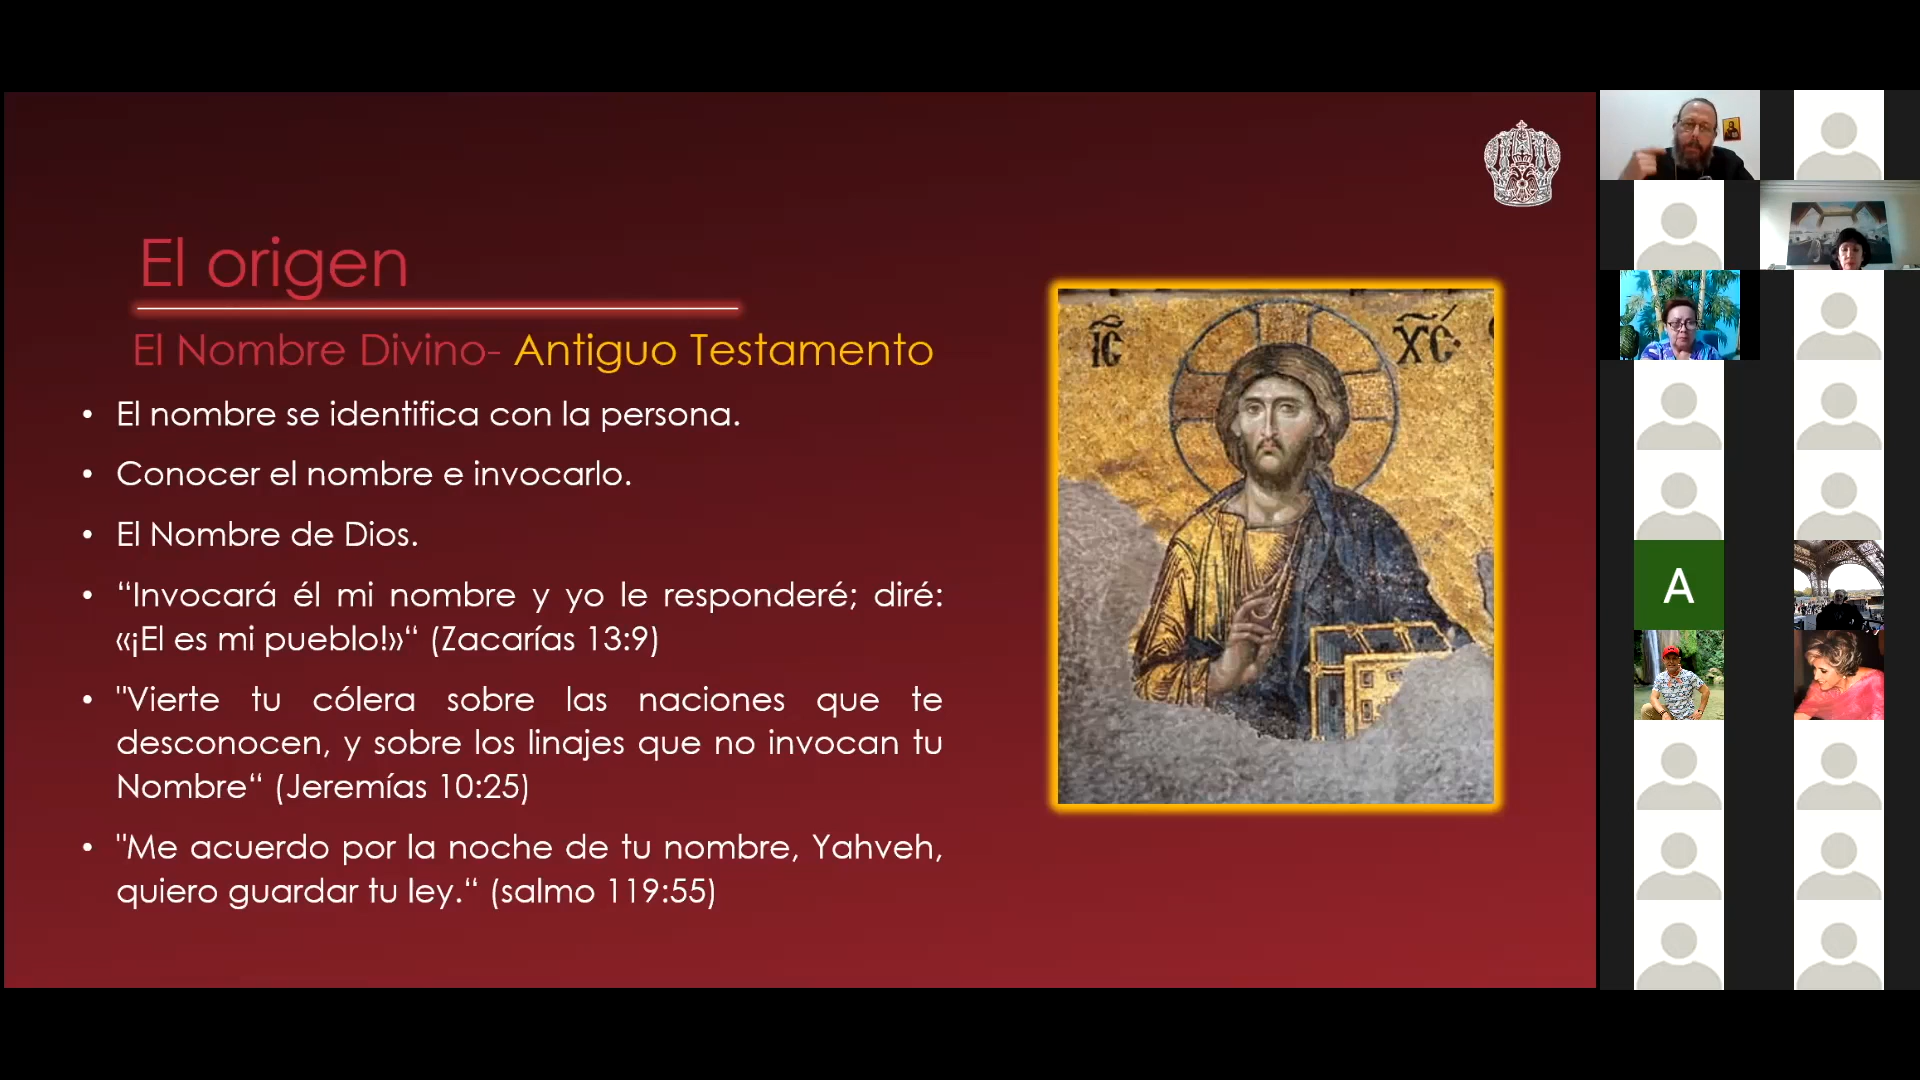 El origen
El Nombre Divino- Antiguo Testamento
• El nombre se identifica con la persona.
• Conocer el nombre e invocarlo.
• El Nombre de Dios.
• “Invocará él mi nombre y yo le responderé; diré:
«¡El es mi pueblo!»“ (Zacarías 13:9)
• "Vierte tu cólera sobre las naciones que te
desconocen, y sobre los linajes que no invocan tu
Nombre“ (Jeremías 10:25)
• "Me acuerdo por la noche de tu nombre, Yahveh,
quiero guardar tu ley.“ (salmo 119:55)
IC XC
A